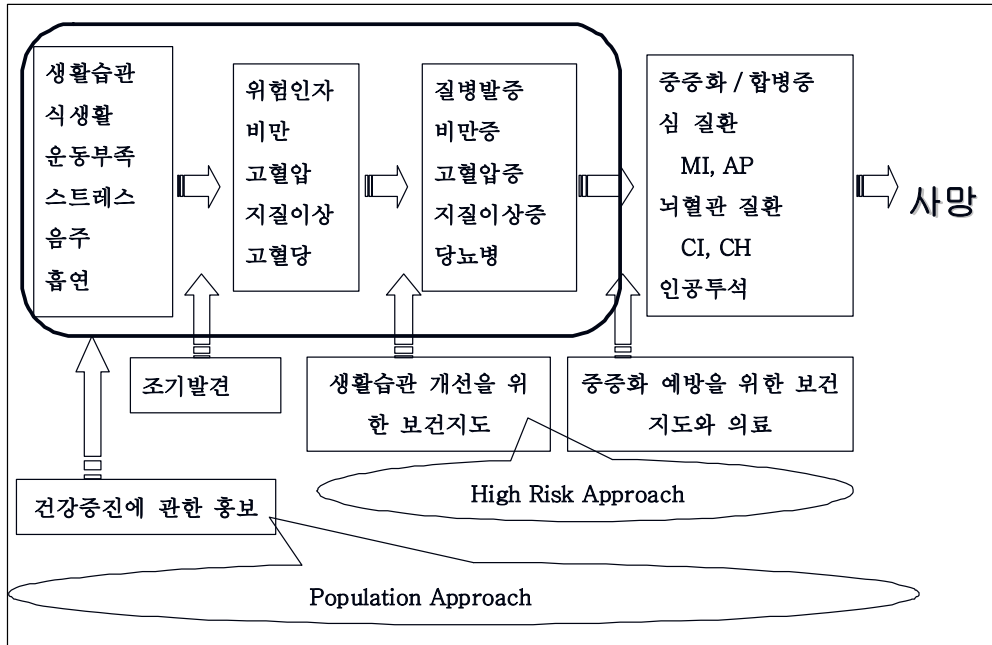 생활습관
식생활
운동부족
스트레스
음주
흡연
위험인자
비만
고혈압
지질이상
고혈당
질병발증
비만증
고혈압증
지질이상증
당뇨병
중증화 / 합병증
심 질환
MI, AP
뇌혈관 질환
CI, CH
인공투석
사망
조기발견
생활습관 개선을 위
한 보건지도
중증화 예방을 위한 보건
지도와 의료
High Risk Approach
건강증진에 관한 홍보
Population Approach